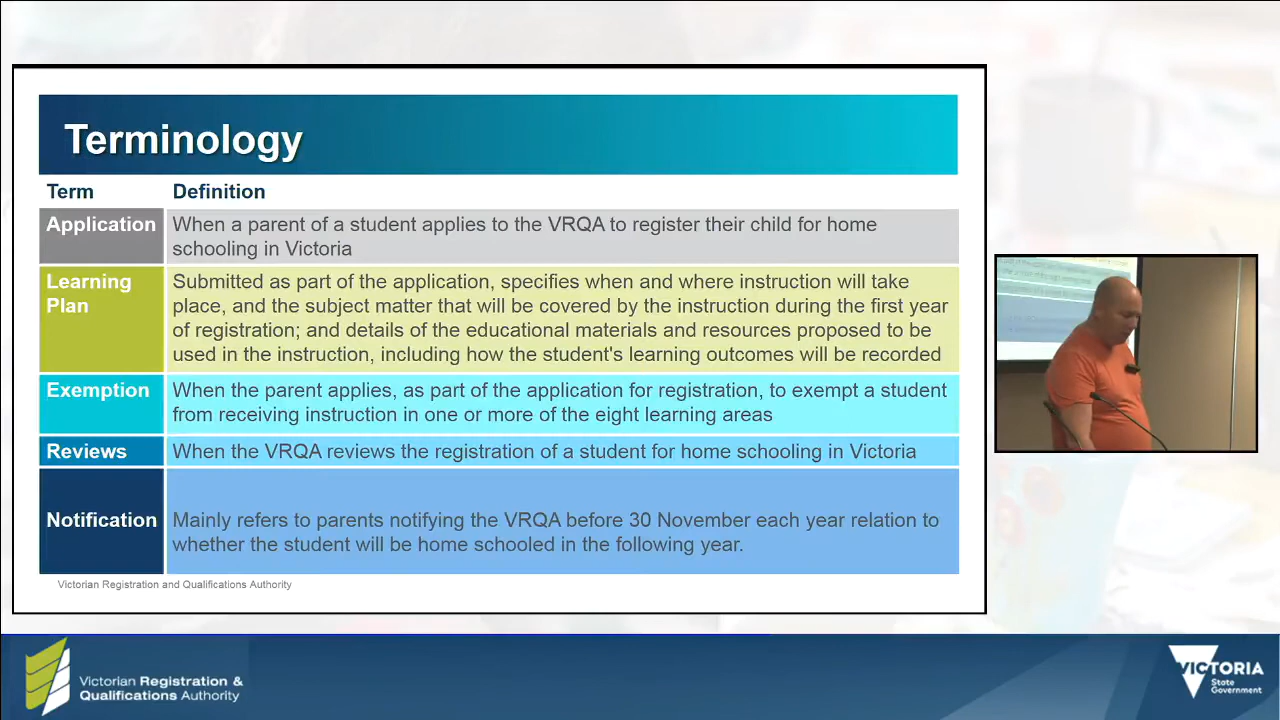 Terminology
Term Definition
Application When a parent of a student applies to the VRQA to register their child for home
schooling in Victoria
Learning Submitted as part of the application, specifies when and where instruction will take
Plan place, and the subject matter that will be covered by the instruction during the first year
of registration; and details of the educational materials and resources proposed to be
used in the instruction, including how the student's learning outcomes will be recorded
Exemption When the parent applies, as part of the application for registration, to exempt a student
from receiving instruction in one or more of the eight learning areas
Reviews When the VRQA reviews the registration of a student for home schooling in Victoria
Notification Mainly refers to parents notifying the VRQA before 30 November each year relation to
whether the student will be home schooled in the following year.
Victorian Registration and Qualifications Authority
Victorian Registration &
Qualifications Authority
VICTORIA
State
Government